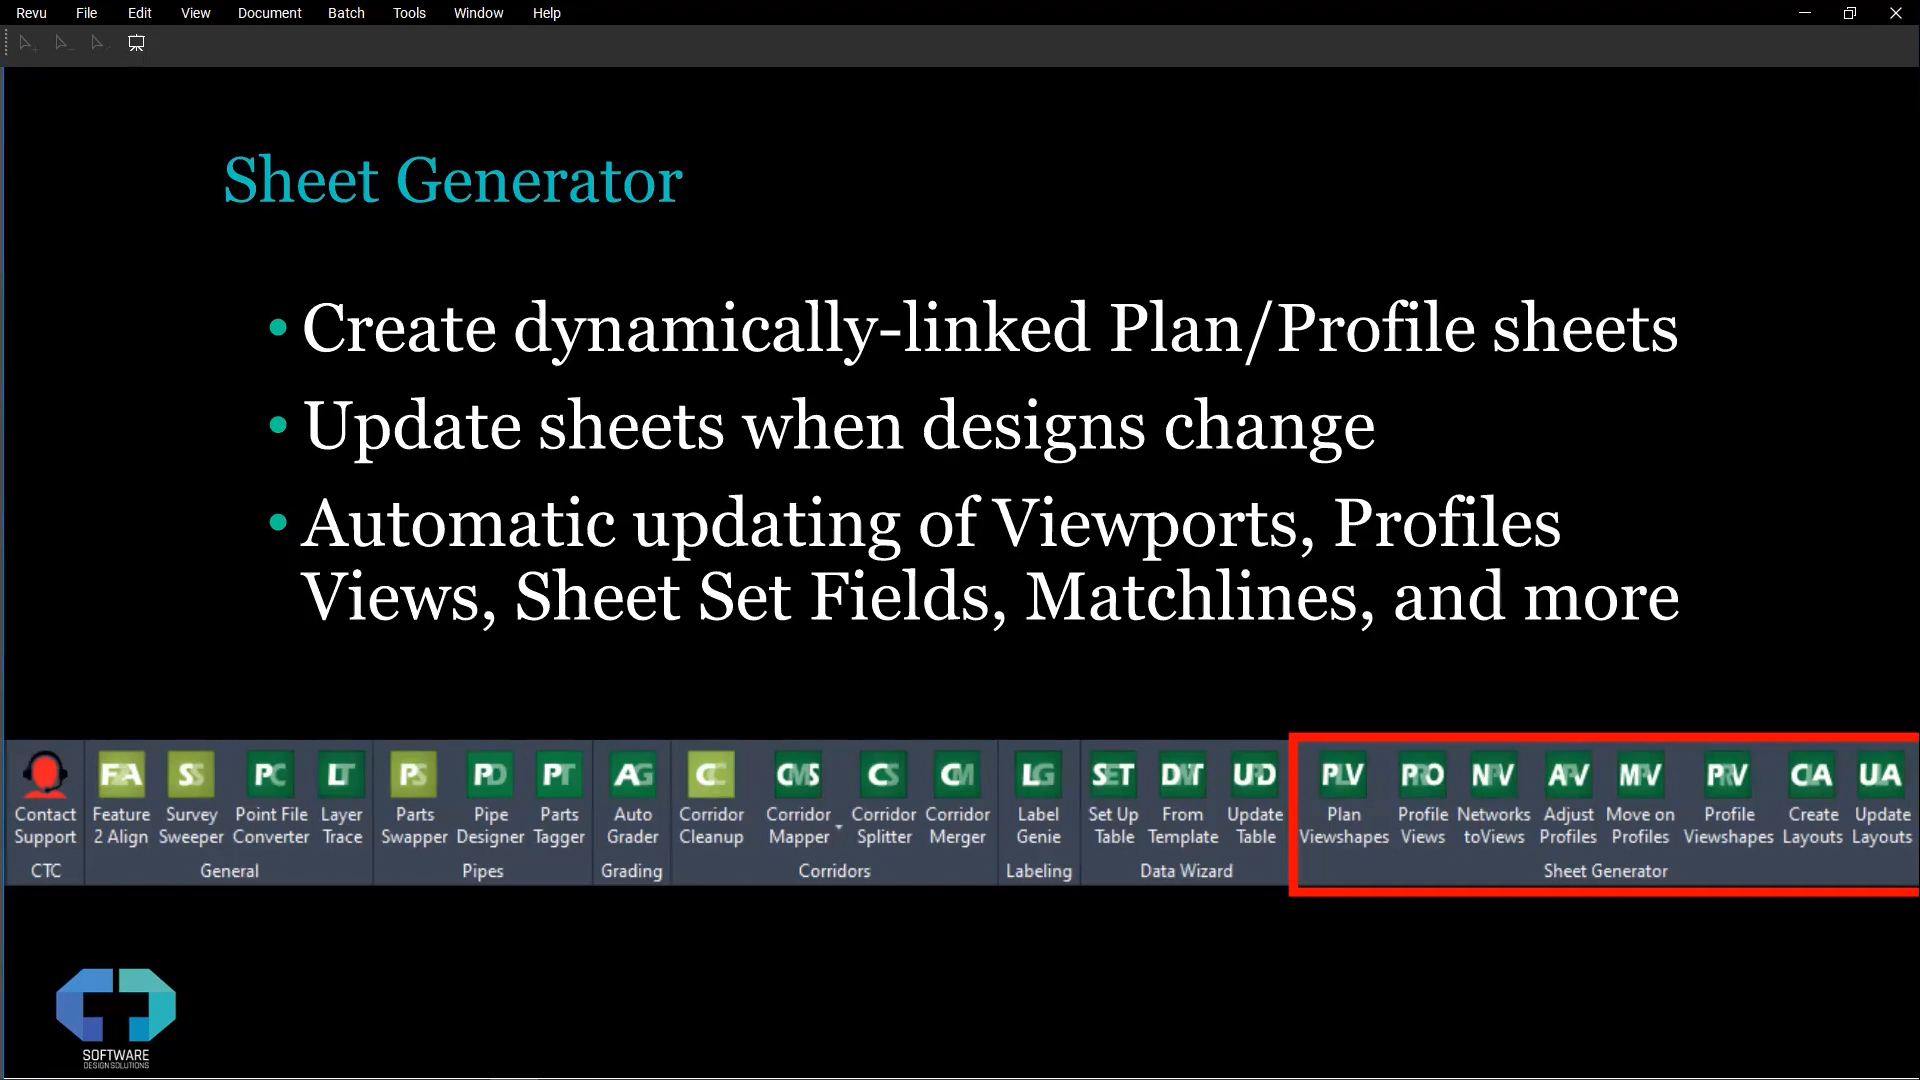 Revu File Edit View Document Batch Tools Window Help
Sheet Generator
• Create dynamically-linked Plan/Profile sheets
• Update sheets when designs change
• Automatic updating of Viewports, Profiles
Views, Sheet Set Fields, Matchlines, and more
FA SS PC LT PS PD PT AG CC CMS CS CM LG SET DWT UPD PLV PRO NPV APV MPV PRV CLA ULA
Contact Feature Survey Point File Layer Parts Pipe Parts Auto Corridor Corridor Corridor Corridor Label Set Up From Update Plan Profile Networks Adjust Move on Profile Create Update
Support 2 Align Sweeper Converter Trace Swapper Designer Tagger Grader Cleanup Mapper Splitter Merger Genie Table Template Table Viewshapes Views toViews Profiles Profiles Viewshapes Layouts Layouts
CTC General Pipes Grading Corridors Labeling Data Wizard Sheet Generator
SOFTWARE
DESIGN SOLUTIONS